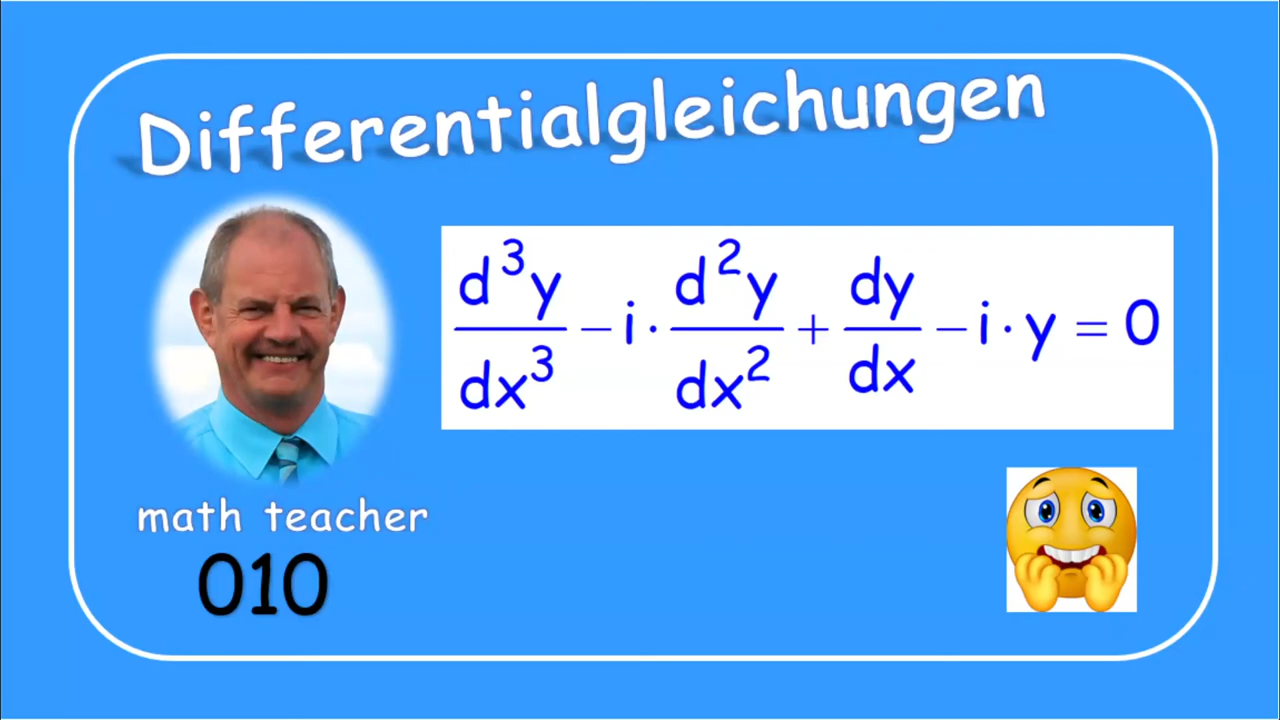 Differentialgleichungen
d³y/dx³ − i · d²y/dx² + dy/dx − i · y = 0
math teacher
010